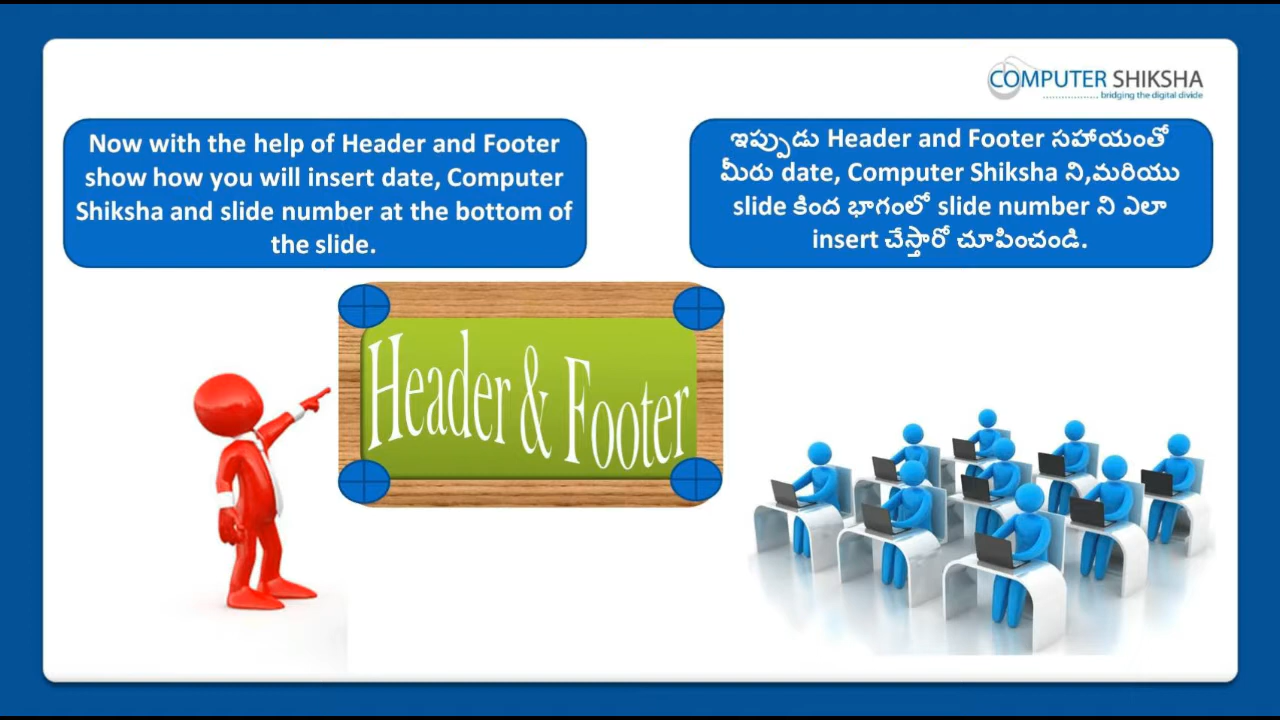 COMPUTER SHIKSHA
bridging the digital divide
Now with the help of Header and Footer
show how you will insert date, Computer
Shiksha and slide number at the bottom of
the slide.
ఇప్పుడు Header and Footer సహాయంతో
మీరు date, Computer Shiksha ని,మరియు
slide కింద భాగంలో slide number ని ఎలా
insert చేస్తారో చూపించండి.
Header & Footer